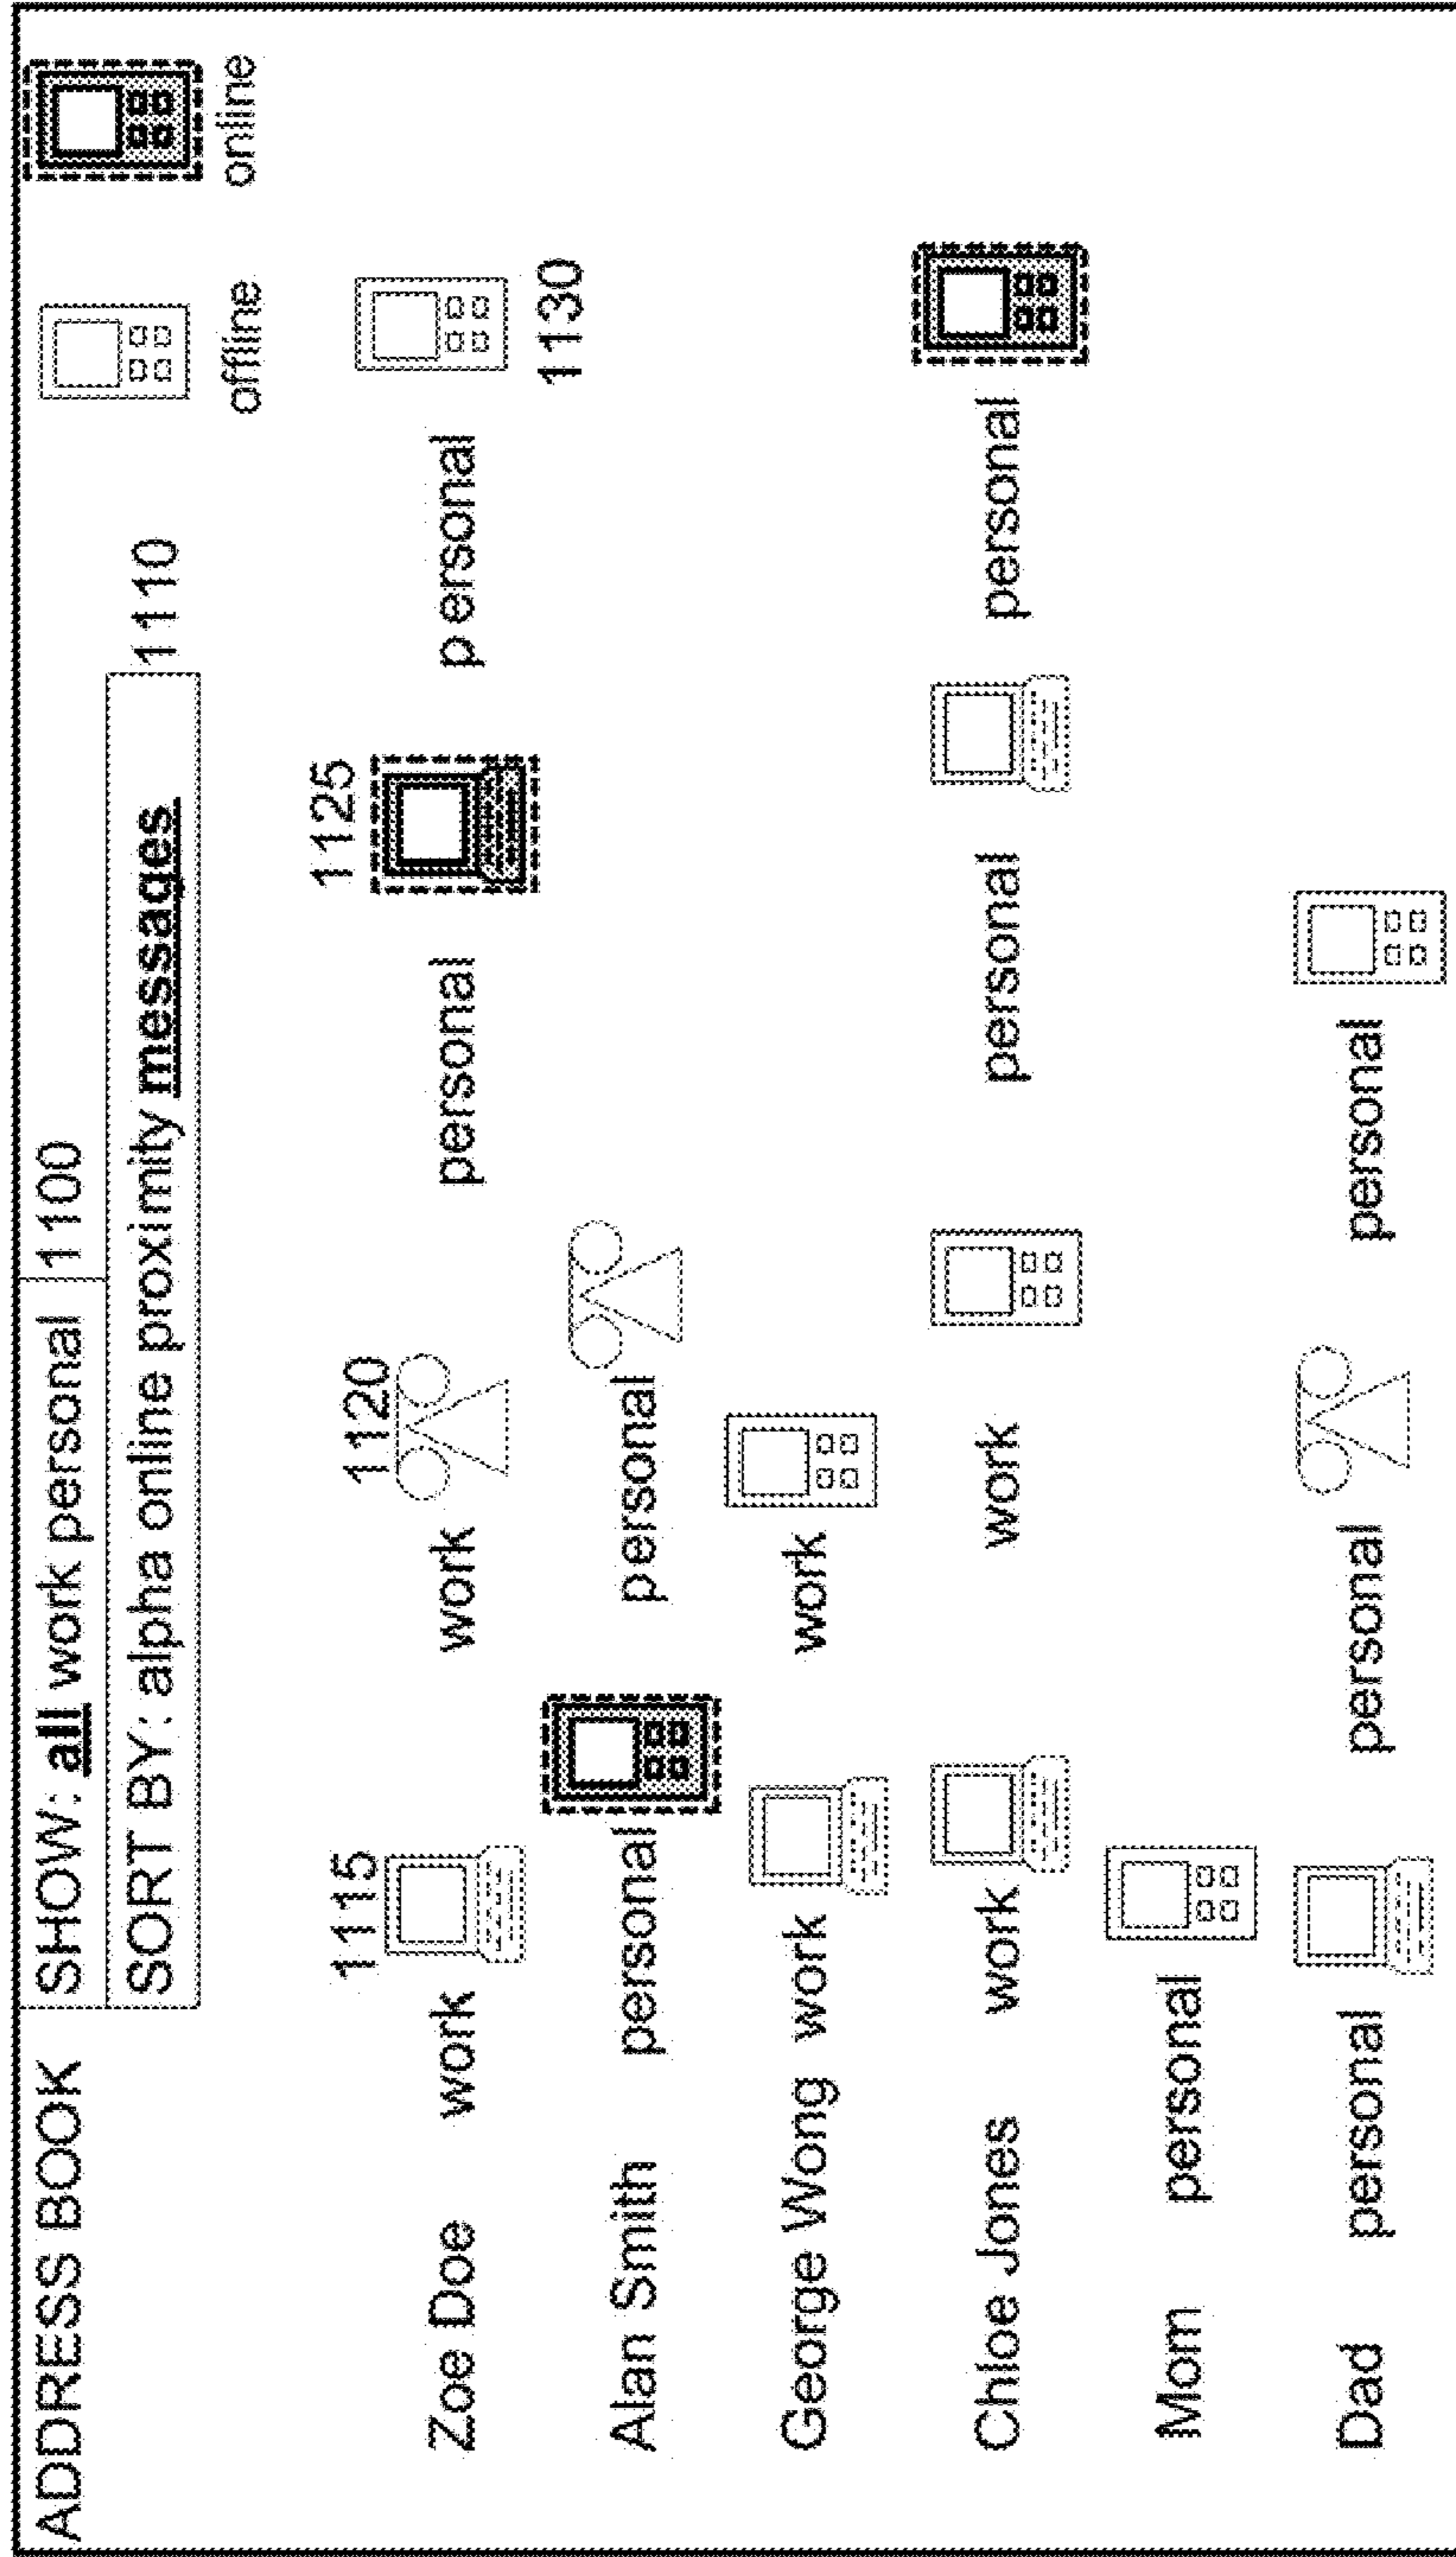 ADDRESS BOOK SHOW: all work personal 1100
SORT BY: alpha online proximity messages 1110
offline online
1115 1120 1125
Zoe Doe work work personal personal
1130
Alan Smith personal personal
George Wong work work
Chloe Jones work work personal personal
Mom personal
Dad personal personal personal